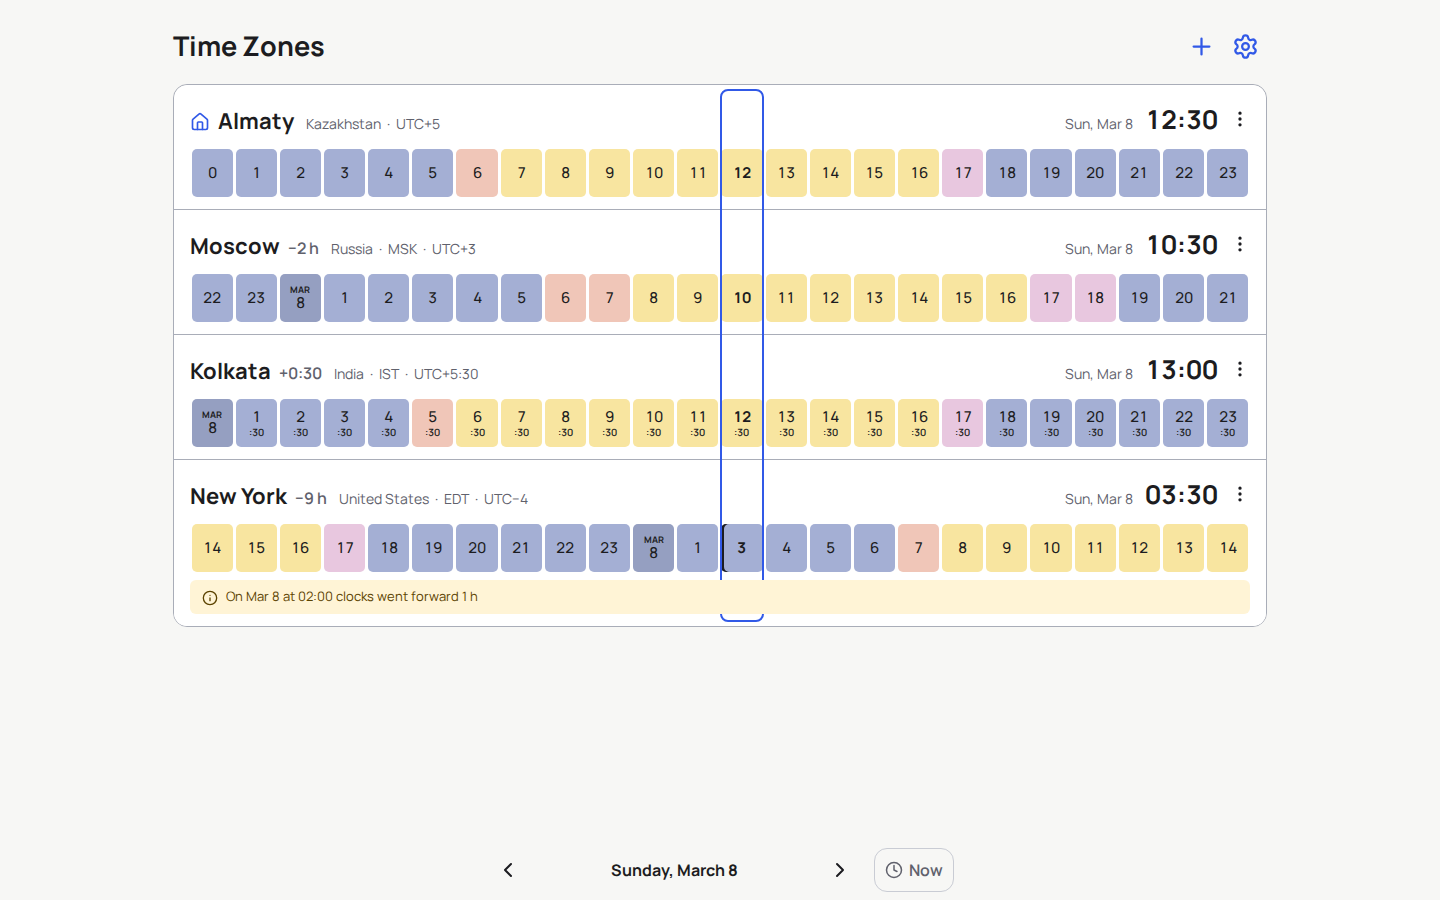 Time Zones
Almaty Kazakhstan · UTC+5 Sun, Mar 8 12:30
0 1 2 3 4 5 6 7 8 9 10 11 12 13 14 15 16 17 18 19 20 21 22 23
Moscow −2 h Russia · MSK · UTC+3 Sun, Mar 8 10:30
22 23 MAR 8 1 2 3 4 5 6 7 8 9 10 11 12 13 14 15 16 17 18 19 20 21
Kolkata +0:30 India · IST · UTC+5:30 Sun, Mar 8 13:00
MAR 8 1:30 2:30 3:30 4:30 5:30 6:30 7:30 8:30 9:30 10:30 11:30 12:30 13:30 14:30 15:30 16:30 17:30 18:30 19:30 20:30 21:30 22:30 23:30
New York −9 h United States · EDT · UTC−4 Sun, Mar 8 03:30
14 15 16 17 18 19 20 21 22 23 MAR 8 1 3 4 5 6 7 8 9 10 11 12 13 14
On Mar 8 at 02:00 clocks went forward 1 h
Sunday, March 8 Now